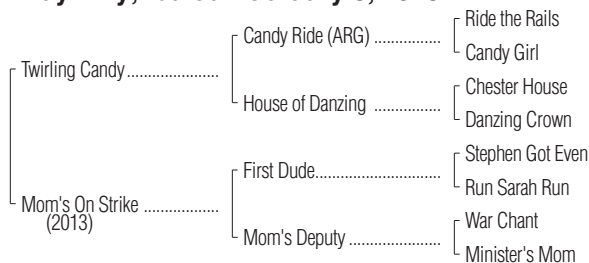 Ride the Rails
Candy Ride (ARG) ................
Candy Girl
Twirling Candy ......................
Chester House
House of Danzing ................
Danzing Crown
Stephen Got Even
First Dude..............................
Run Sarah Run
Mom's On Strike ..................
(2013)
War Chant
Mom's Deputy ......................
Minister's Mom